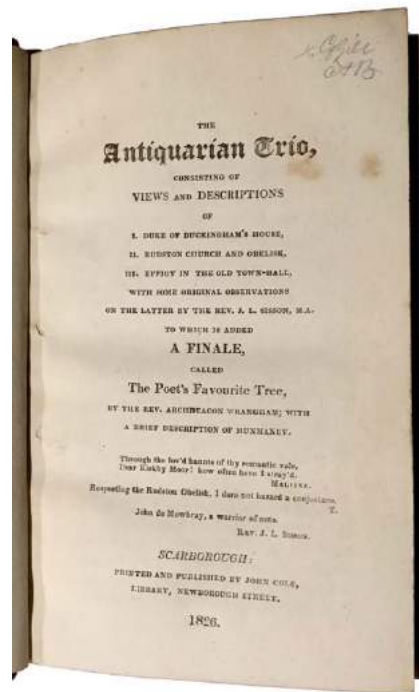 THE
Antiquarian Trio,
CONSISTING OF
VIEWS AND DESCRIPTIONS
OF
I. DUKE OF BUCKINGHAM'S HOUSE,
II. RUDSTON CHURCH AND OBELISK,
III. EFFIGY IN THE OLD TOWN-HALL,
WITH SOME ORIGINAL OBSERVATIONS
ON THE LATTER BY THE REV. J. L. SISSON, M.A.
TO WHICH IS ADDED
A FINALE,
CALLED
The Poet's Favourite Tree,
BY THE REV. ARCHDEACON WRANGHAM; WITH
A BRIEF DESCRIPTION OF HUNMANBY.
Through the lov'd haunts of thy romantic vale,
Dear Kirkby Moor! how often have I stray'd.
Respecting the Rudston Obelisk, I dare not hazard a conjecture.
T.
John de Mowbray, a warrior of note.
REV. J. L. SISSON.
SCARBOROUGH:
PRINTED AND PUBLISHED BY JOHN COLE,
LIBRARY, NEWBOROUGH STREET.
1826.